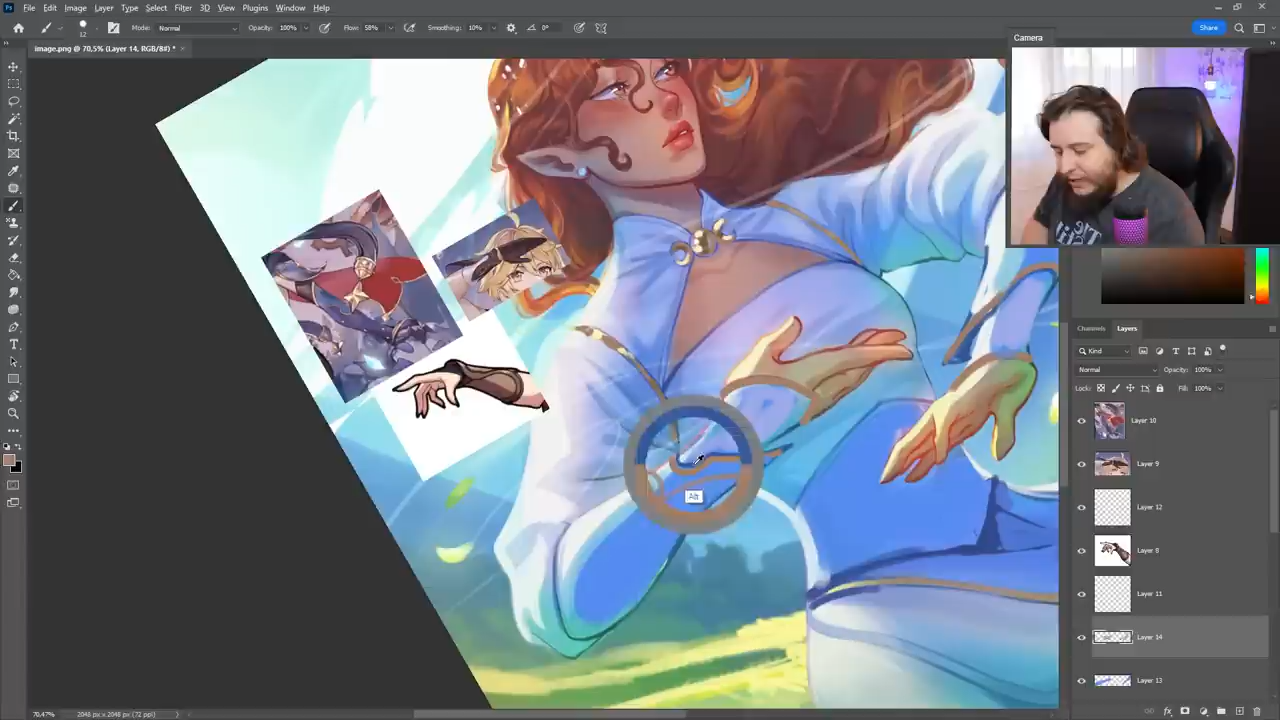 File Edit Image Layer Type Select Filter 3D View Plugins Window Help
Mode: Normal Opacity: 100% Flow: 58% Smoothing: 10% 0° Share
image.png @ 70,5% (Layer 14, RGB/8#) *
Camera
Alt
Channels Layers
Kind
Normal Opacity: 100%
Lock: Fill: 100%
Layer 10
Layer 9
Layer 12
Layer 8
Layer 11
Layer 14
Layer 13
70,47% 2048 px x 2048 px (72 ppi)